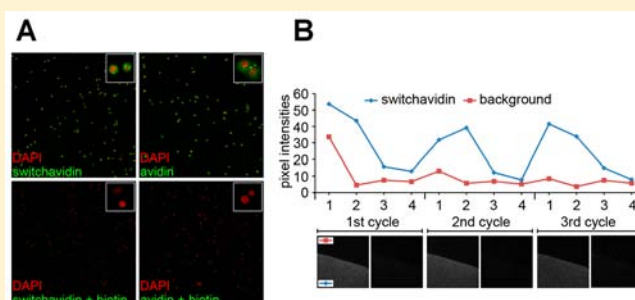 A
DAPI
switchavidin
DAPI
avidin
DAPI
switchavidin + biotin
DAPI
avidin + biotin
B
switchavidin
background
pixel intensities
60
50
40
30
20
10
0
1 2 3 4 1 2 3 4 1 2 3 4
1st cycle 2nd cycle 3rd cycle